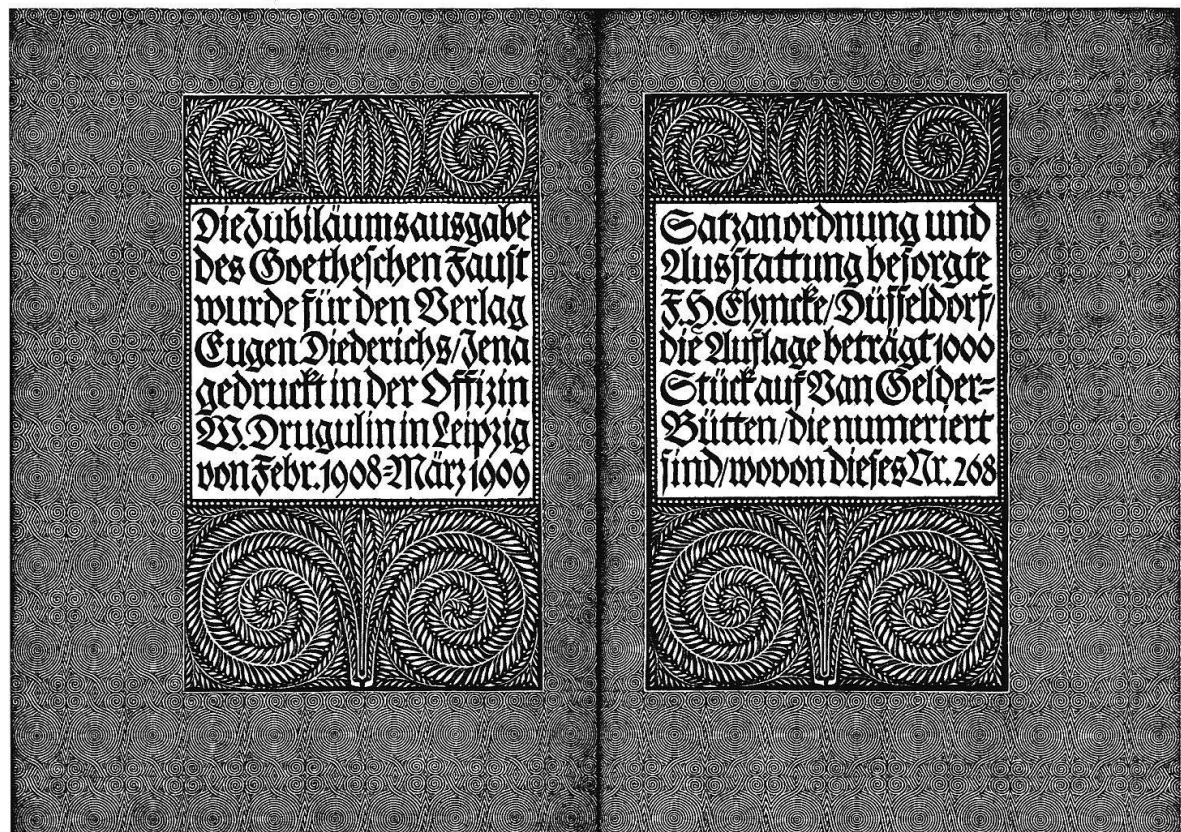 Die Jubiläumsausgabe
des Goetheschen Faust
wurde für den Verlag
Eugen Diederichs/Jena
gedruckt in der Offizin
W. Drugulin in Leipzig
von Febr. 1908-März 1909
Satzanordnung und
Ausstattung besorgte
F. H. Ehmcke/Düsseldorf/
die Auflage beträgt 1000
Stück auf Van Gelder-
Bütten/die numeriert
sind/wovon dieses Nr. 268